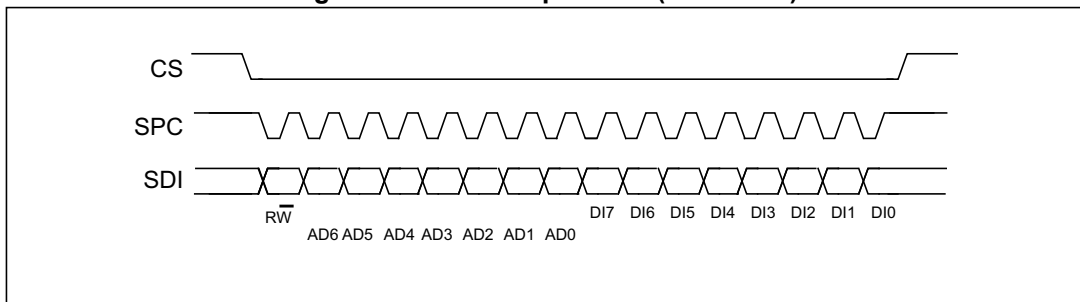 CS
SPC
SDI
RW̅
DI7 DI6 DI5 DI4 DI3 DI2 DI1 DI0
AD6 AD5 AD4 AD3 AD2 AD1 AD0